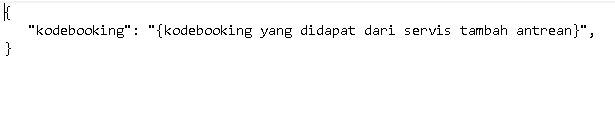 {
"kodebooking": "{kodebooking yang didapat dari servis tambah antrean}",
}